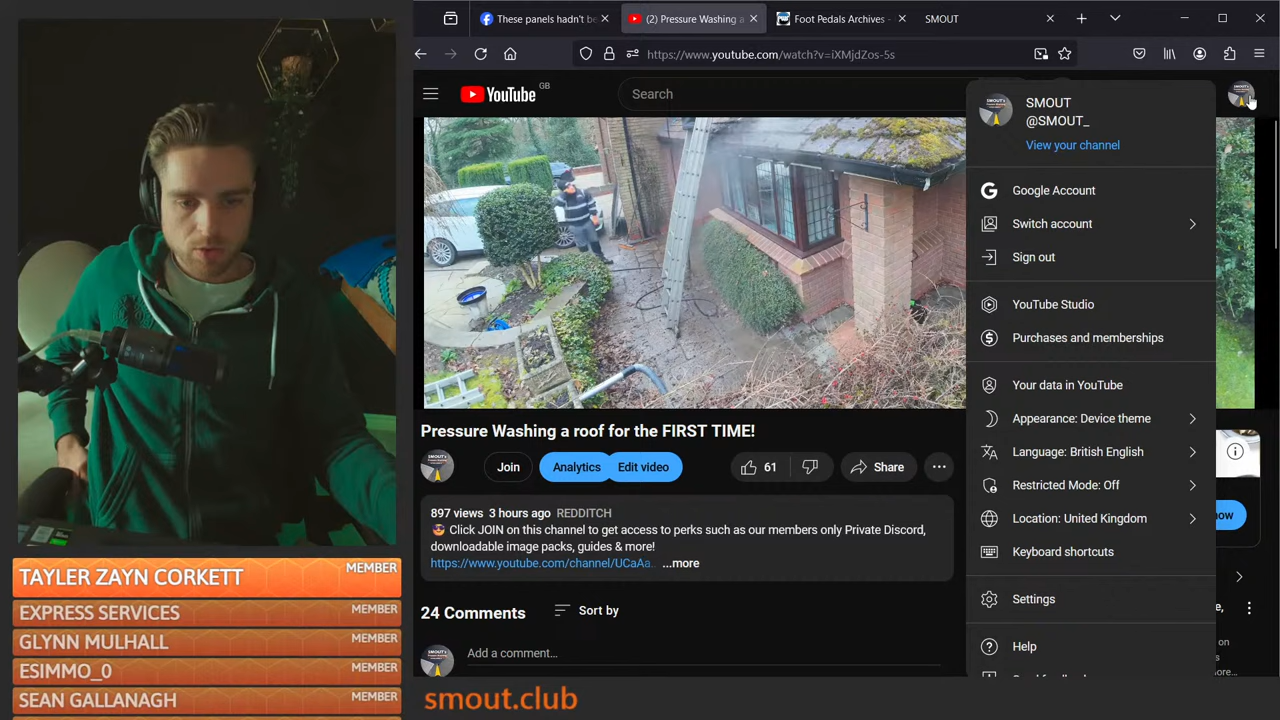 These panels hadn't be
(2) Pressure Washing a
Foot Pedals Archives -
SMOUT
https://www.youtube.com/watch?v=iXMjdZos-5s
YouTube GB
Search
SMOUT
@SMOUT_
View your channel
Google Account
Switch account
Sign out
YouTube Studio
Purchases and memberships
Your data in YouTube
Appearance: Device theme
Language: British English
Restricted Mode: Off
Location: United Kingdom
Keyboard shortcuts
Settings
Help
Pressure Washing a roof for the FIRST TIME!
Join
Analytics
Edit video
61
Share
897 views 3 hours ago REDDITCH
Click JOIN on this channel to get access to perks such as our members only Private Discord,
downloadable image packs, guides & more!
https://www.youtube.com/channel/UCaAa... ...more
24 Comments
Sort by
Add a comment...
TAYLER ZAYN CORKETT MEMBER
EXPRESS SERVICES MEMBER
GLYNN MULHALL MEMBER
ESIMMO_0 MEMBER
SEAN GALLANAGH MEMBER
smout.club